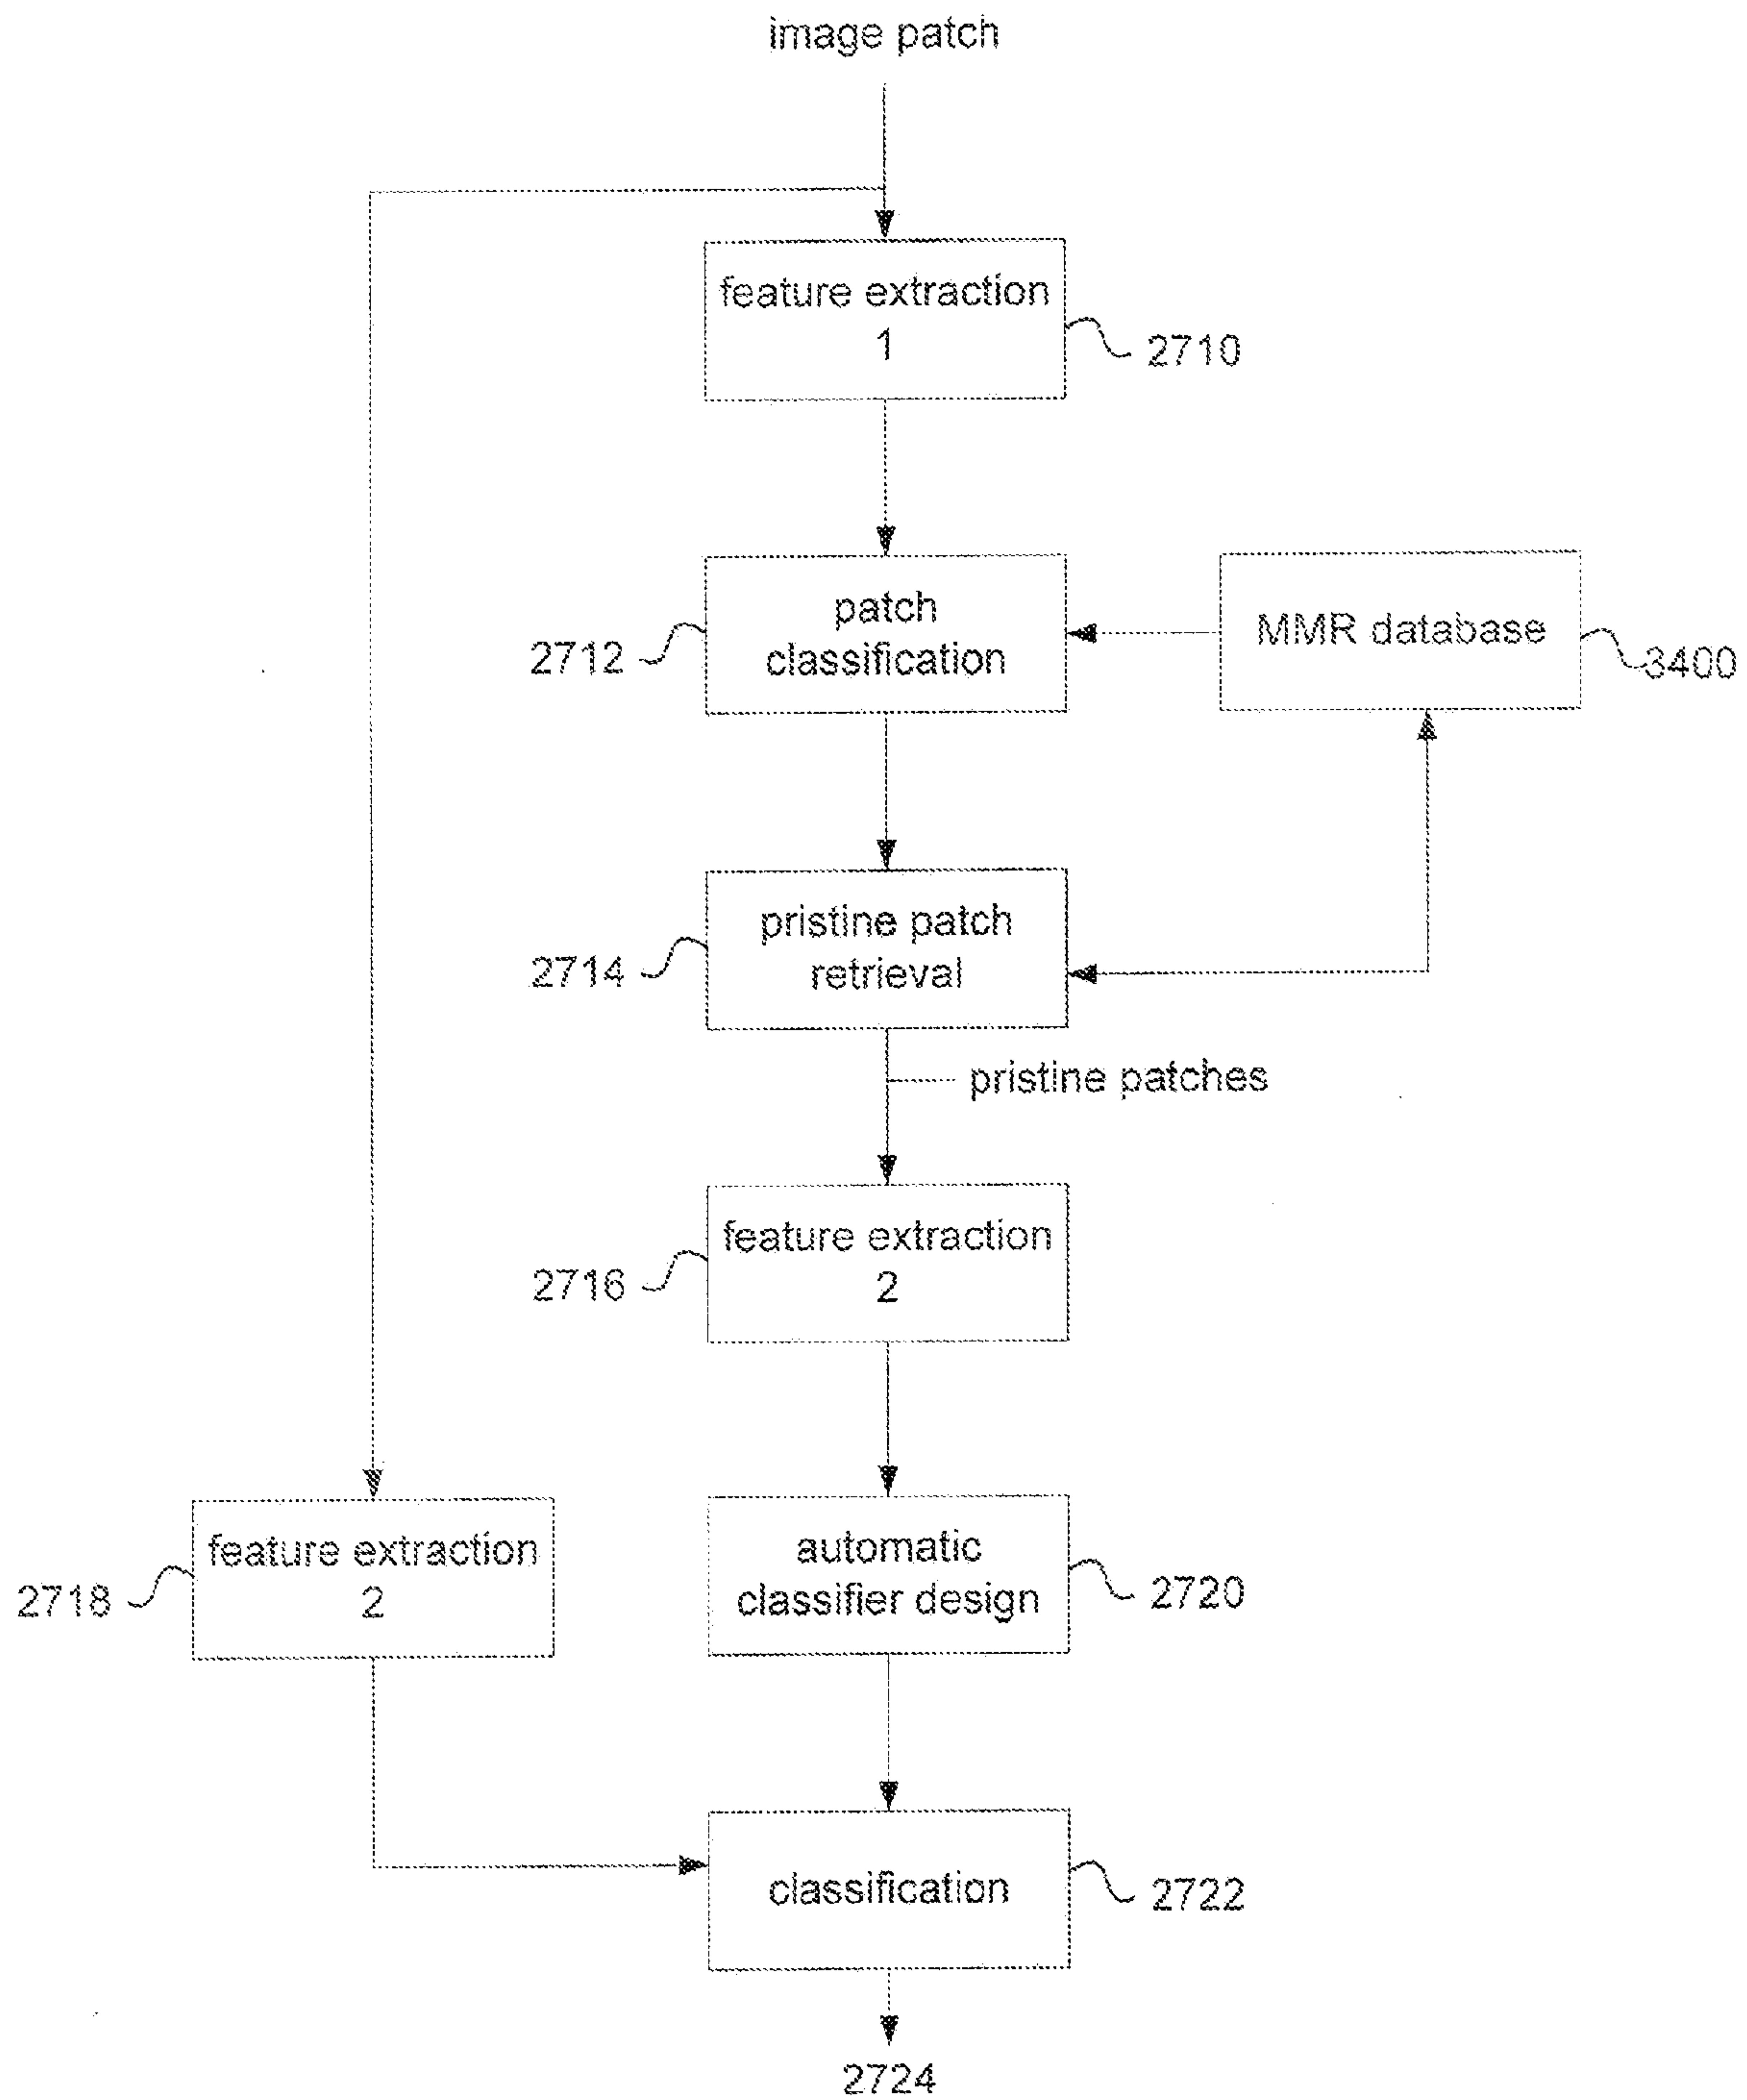 image patch
feature extraction
1
2710
patch
classification
2712
MMR database
3400
pristine patch
retrieval
2714
pristine patches
feature extraction
2
2716
feature extraction
2
2718
automatic
classifier design
2720
classification
2722
2724